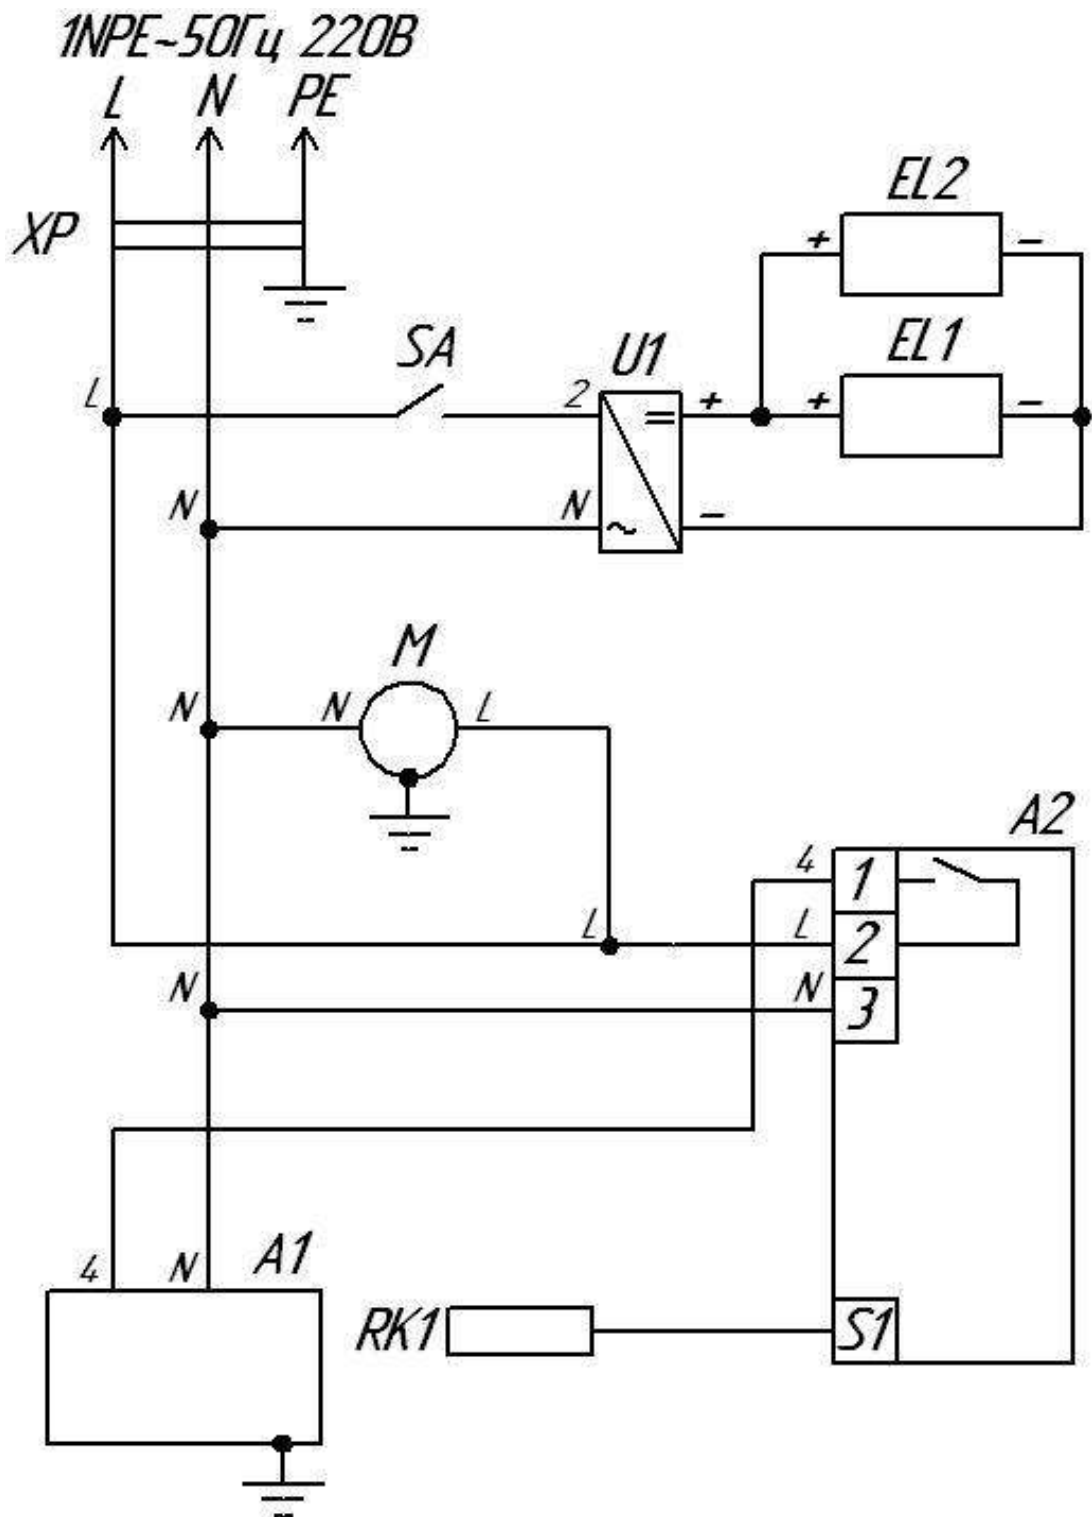 1NPE~50Гц 220В
L N PE
XP
EL2
+ -
EL1
SA
U1
L 2 = + + -
N N ~ -
M
N N L
A2
4 1
L L 2
N N 3
4 N A1
RK1 S1